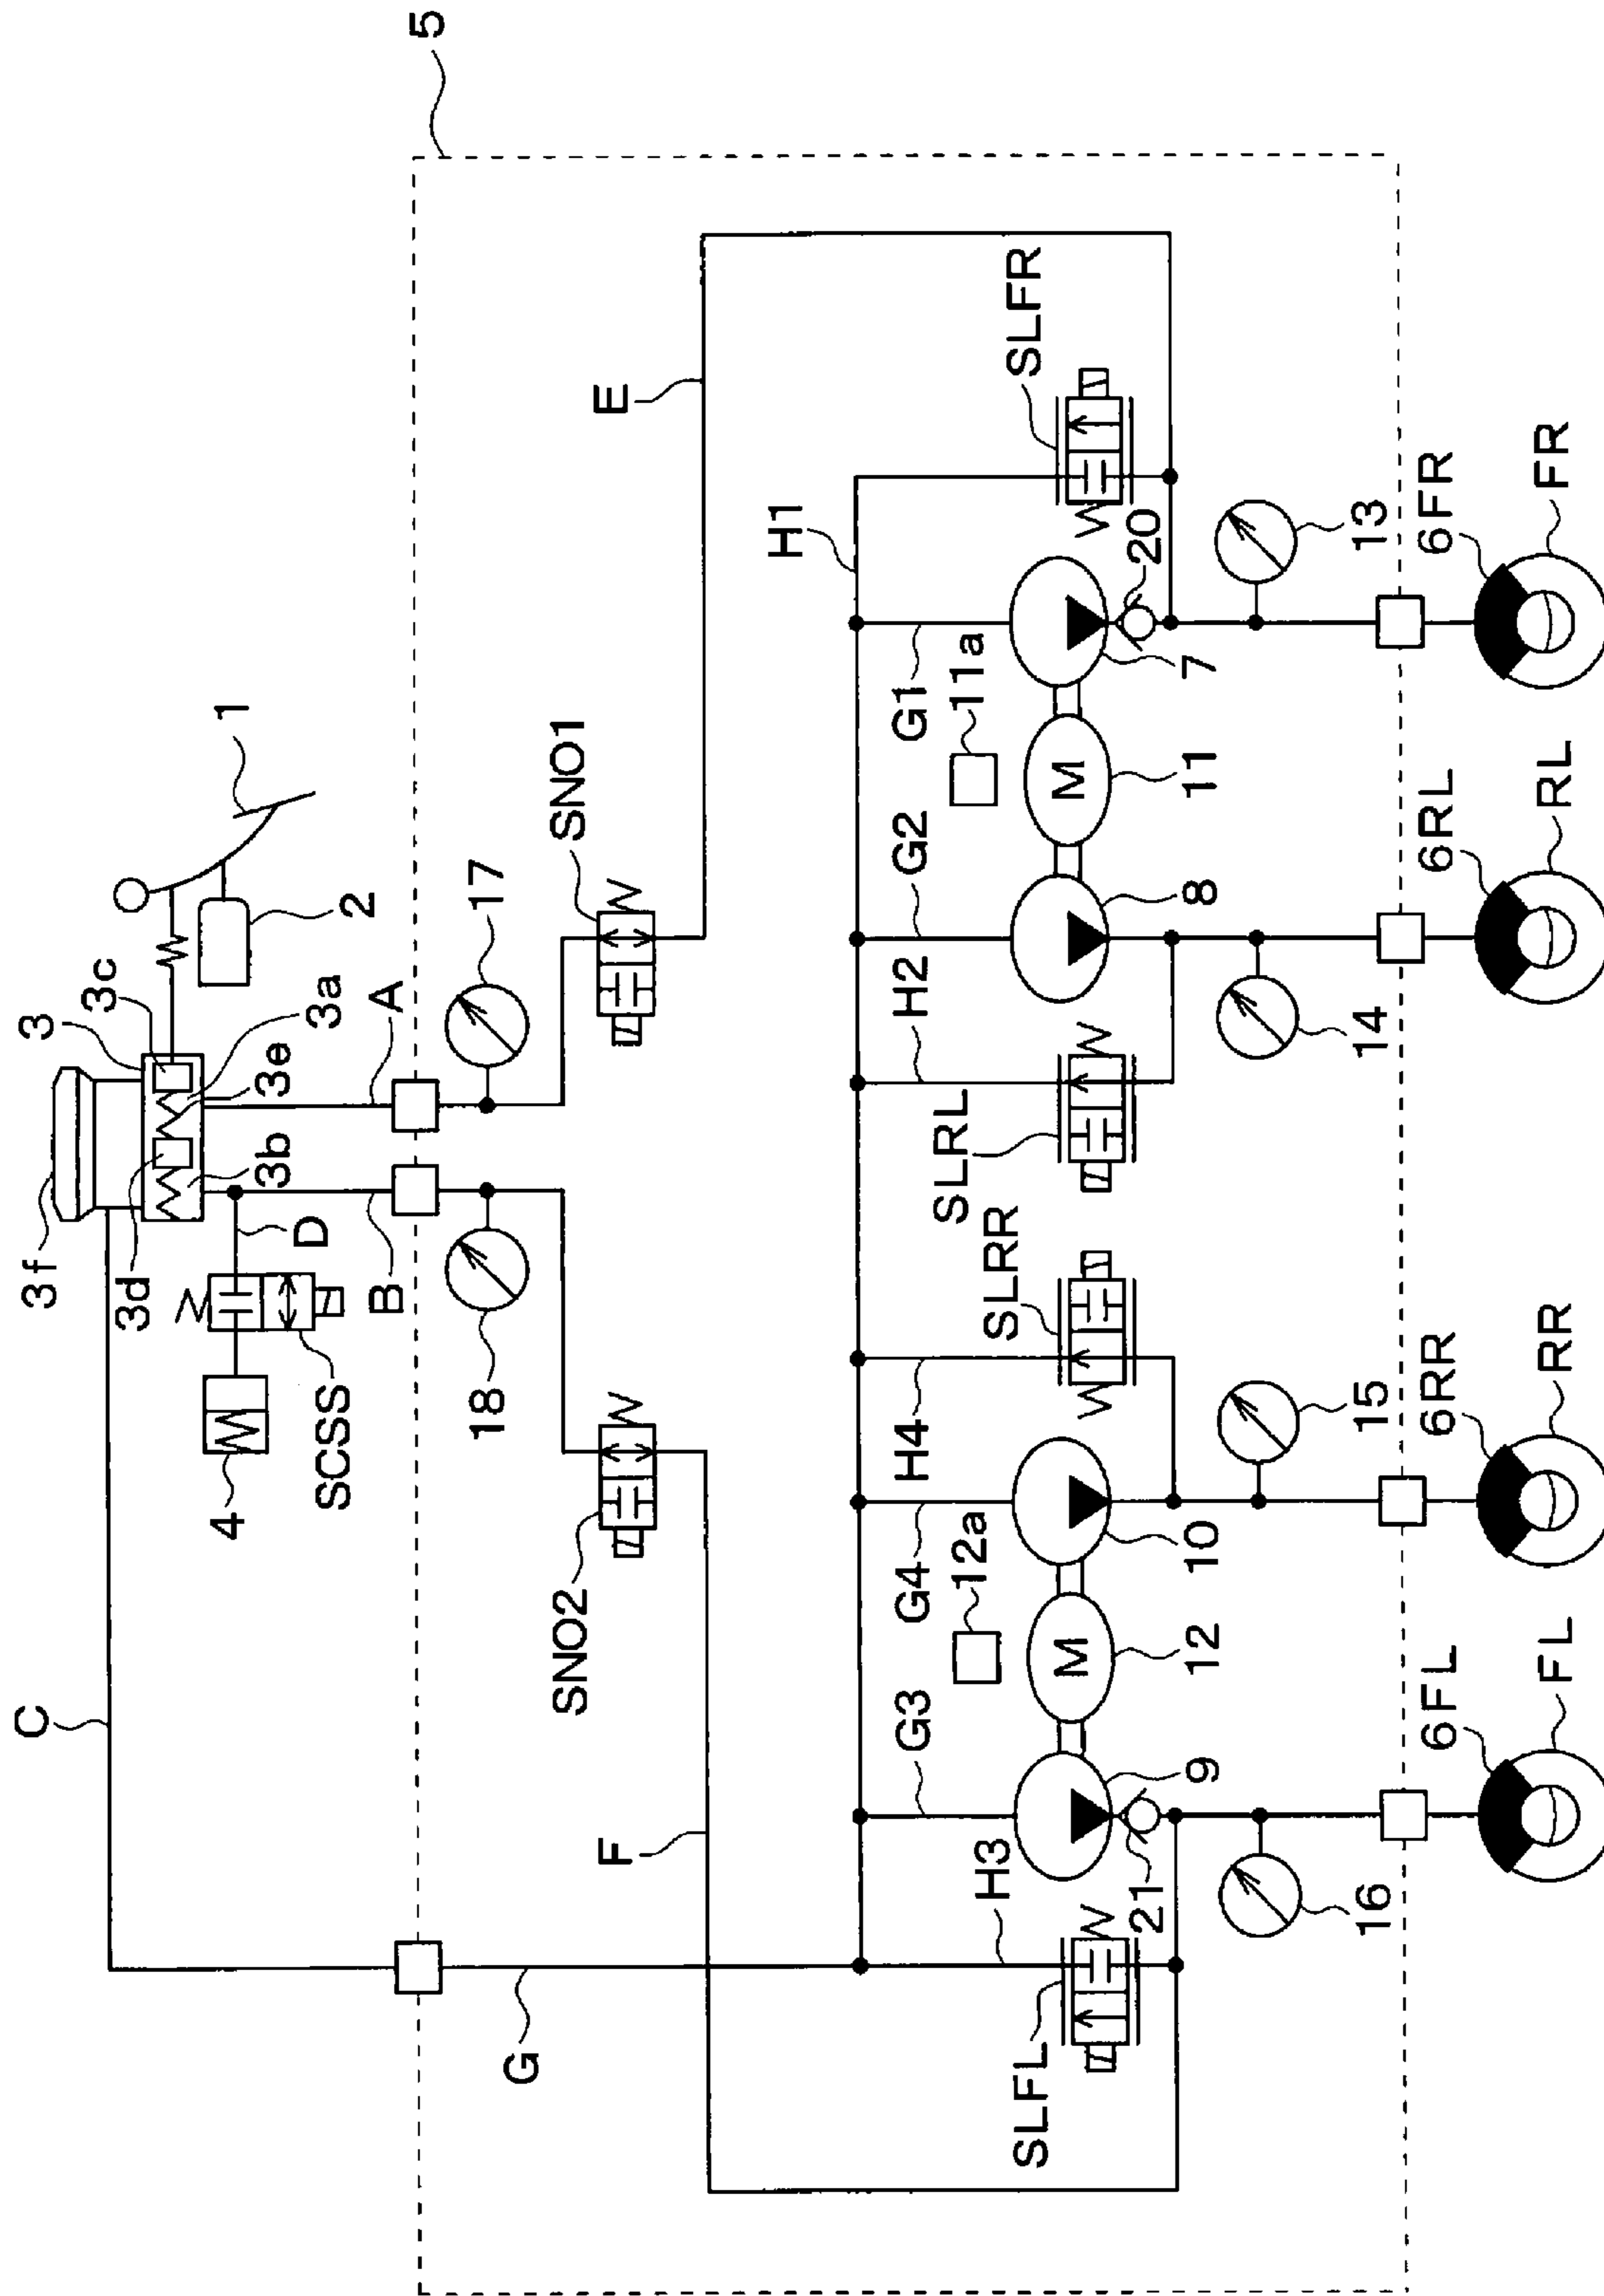 5
1
2
3
3c
3a
3e
3f
3d
3b
A
B
C
D
4
SCSS
17
18
SNO1
SNO2
E
F
G
H1
SLFR
G1
11a
20
7
13
6FR
FR
G2
11
8
H2
SLRL
14
6RL
RL
SLRR
H4
G4
12a
10
15
6RR
RR
G3
12
9
H3
21
SLFL
16
6FL
FL
M
M